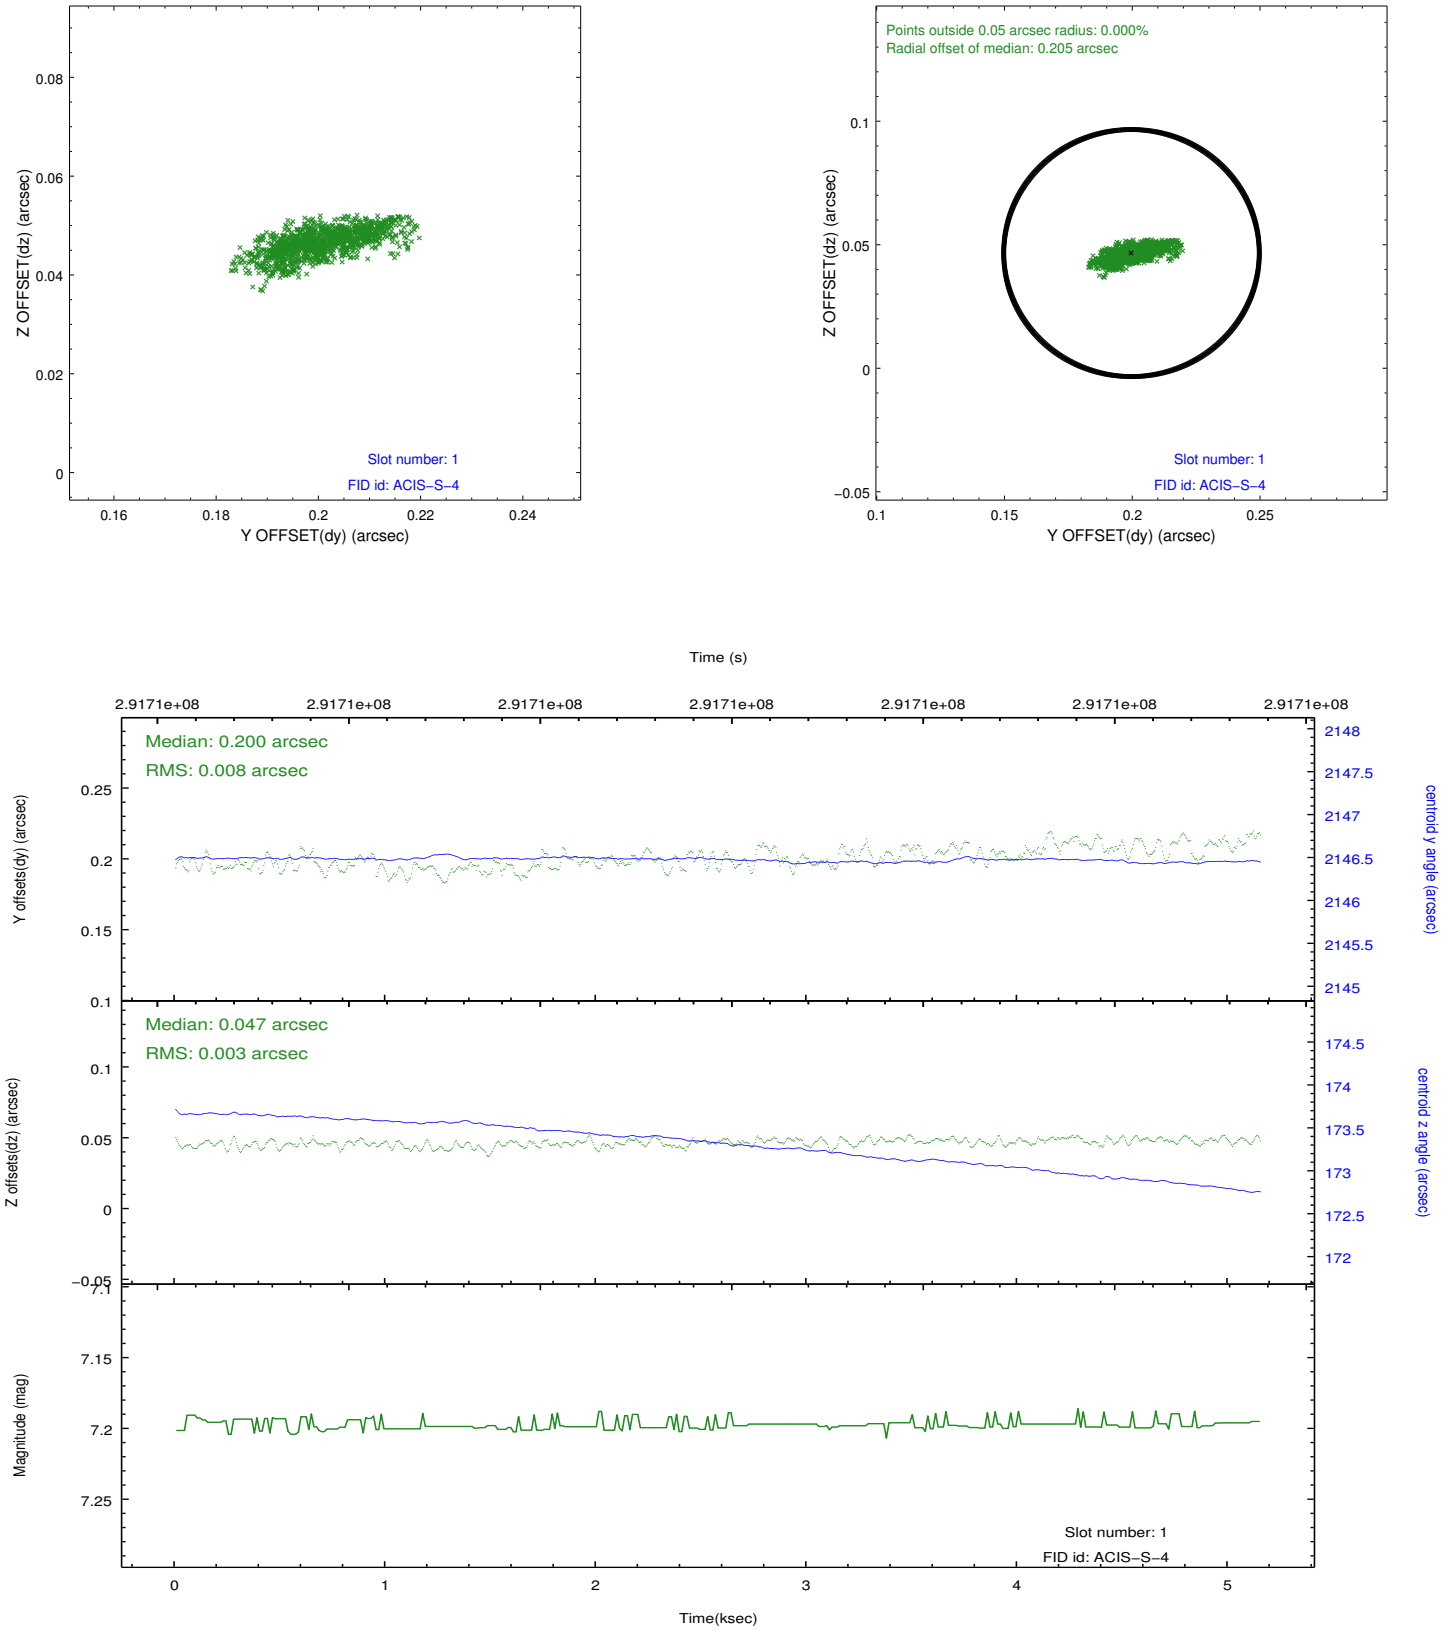 0.08
0.06
0.04
0.02
0
Z OFFSET(dz) (arcsec)
Slot number: 1
FID id: ACIS−S−4
0.16 0.18 0.2 0.22 0.24
Y OFFSET(dy) (arcsec)
Points outside 0.05 arcsec radius: 0.000%
Radial offset of median: 0.205 arcsec
0.1
0.05
0
−0.05
Z OFFSET(dz) (arcsec)
Slot number: 1
FID id: ACIS−S−4
0.1 0.15 0.2 0.25
Y OFFSET(dy) (arcsec)
Time (s)
2.9171e+08 2.9171e+08 2.9171e+08 2.9171e+08 2.9171e+08 2.9171e+08 2.9171e+08
Median: 0.200 arcsec
RMS: 0.008 arcsec
0.25
0.2
0.15
0.1
Y offsets(dy) (arcsec)
2148
2147.5
2147
2146.5
2146
2145.5
2145
centroid y angle (arcsec)
Median: 0.047 arcsec
RMS: 0.003 arcsec
0.1
0.05
0
−0.05
Z offsets(dz) (arcsec)
174.5
174
173.5
173
172.5
172
centroid z angle (arcsec)
7.1
7.15
7.2
7.25
Magnitude (mag)
Slot number: 1
FID id: ACIS−S−4
0 1 2 3 4 5
Time(ksec)